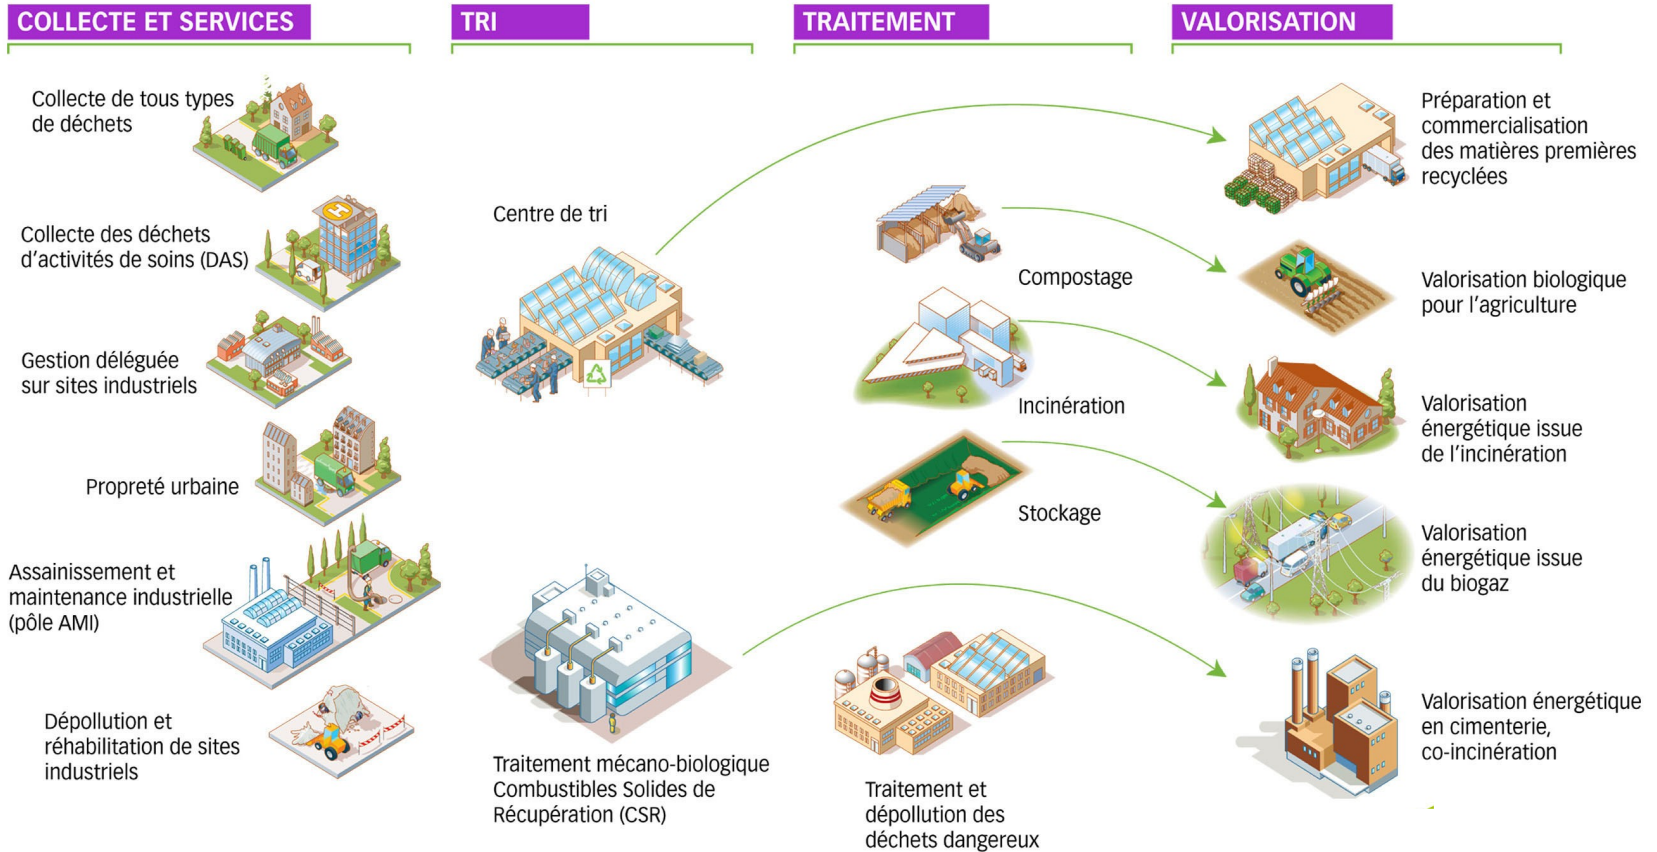 COLLECTE ET SERVICES
Collecte de tous types
de déchets
Collecte des déchets
d'activités de soins (DAS)
Gestion déléguée
sur sites industriels
Propreté urbaine
Assainissement et
maintenance industrielle
(pôle AMI)
Dépollution et
réhabilitation de sites
industriels
TRI
Centre de tri
Traitement mécano-biologique
Combustibles Solides de
Récupération (CSR)
TRAITEMENT
Compostage
Incinération
Stockage
Traitement et
dépollution des
déchets dangereux
VALORISATION
Préparation et
commercialisation
des matières premières
recyclées
Valorisation biologique
pour l'agriculture
Valorisation
énergétique issue
de l'incinération
Valorisation
énergétique issue
du biogaz
Valorisation énergétique
en cimenterie,
co-incinération
H